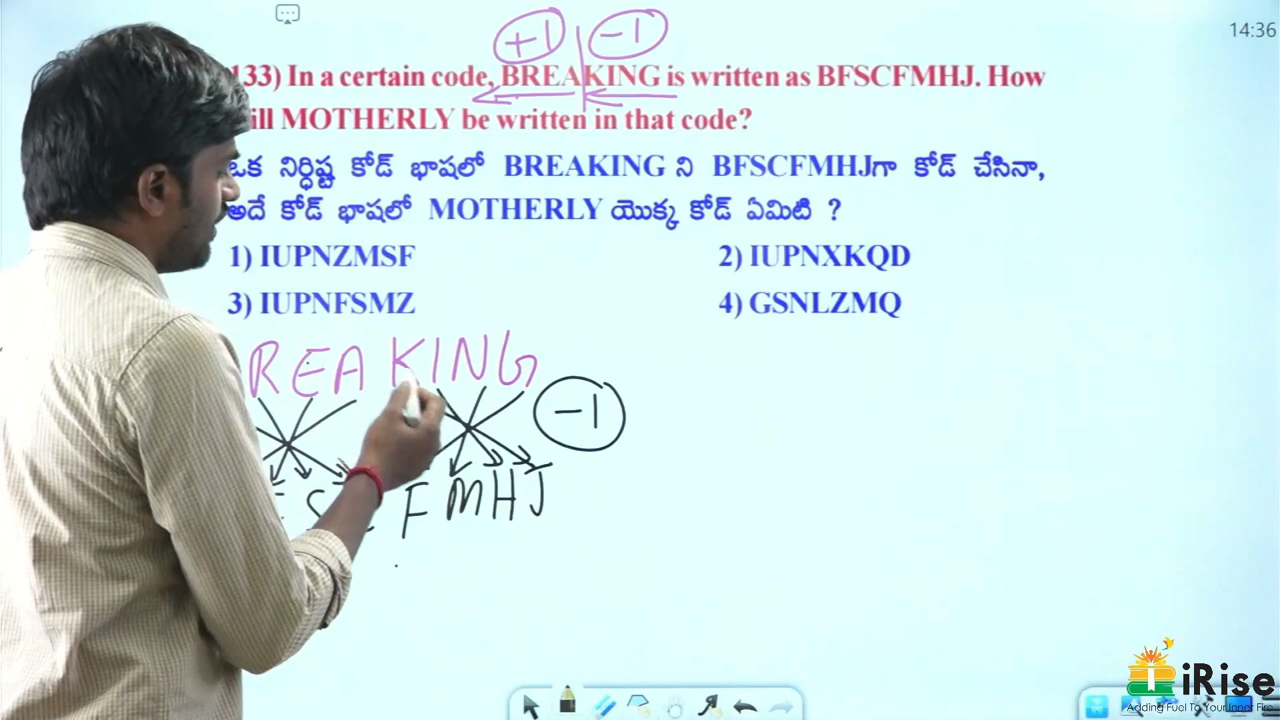 14:36
+1 -1
133) In a certain code, BREAKING is written as BFSCFMHJ. How
ill MOTHERLY be written in that code?
ఒక నిర్ధిష్ట కోడ్ భాషలో BREAKING ని BFSCFMHJగా కోడ్ చేసినా,
అదే కోడ్ భాషలో MOTHERLY యొక్క కోడ్ ఏమిటి ?
1) IUPNZMSF 2) IUPNXKQD
3) IUPNFSMZ 4) GSNLZMQ
REAKING
-1
S F M H J
iRise
Adding Fuel To Your Inner Fire